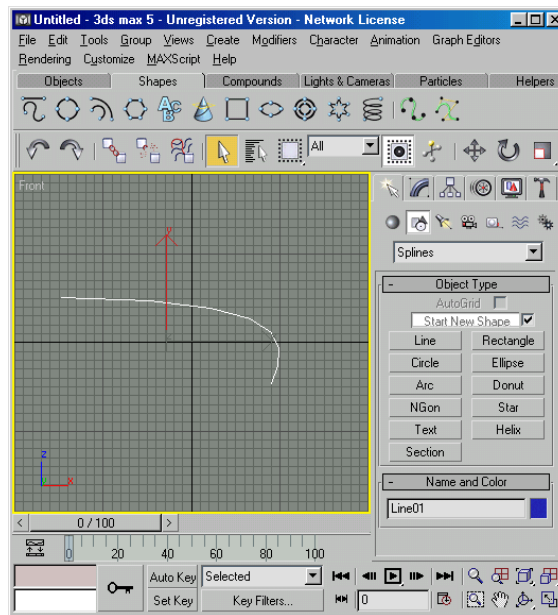 Untitled - 3ds max 5 - Unregistered Version - Network License
File Edit Tools Group Views Create Modifiers Character Animation Graph Editors
Rendering Customize MAXScript Help
Objects Shapes Compounds Lights & Cameras Particles Helpers
ABC
All
Front
y
Splines
- Object Type
AutoGrid
Start New Shape
Line Rectangle
Circle Ellipse
Arc Donut
NGon Star
Text Helix
Section
z
x
- Name and Color
Line01
< 0 / 100 >
0 20 40 60 80 100
Auto Key Selected
Set Key Key Filters... 0